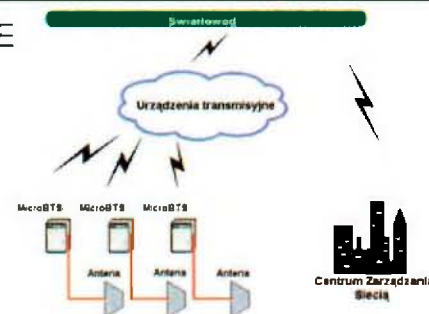 Światłowód
Urządzenia transmisyjne
MicroBTS MicroBTS MicroBTS
Antena Antena Antena
Centrum Zarządzania
Siecią